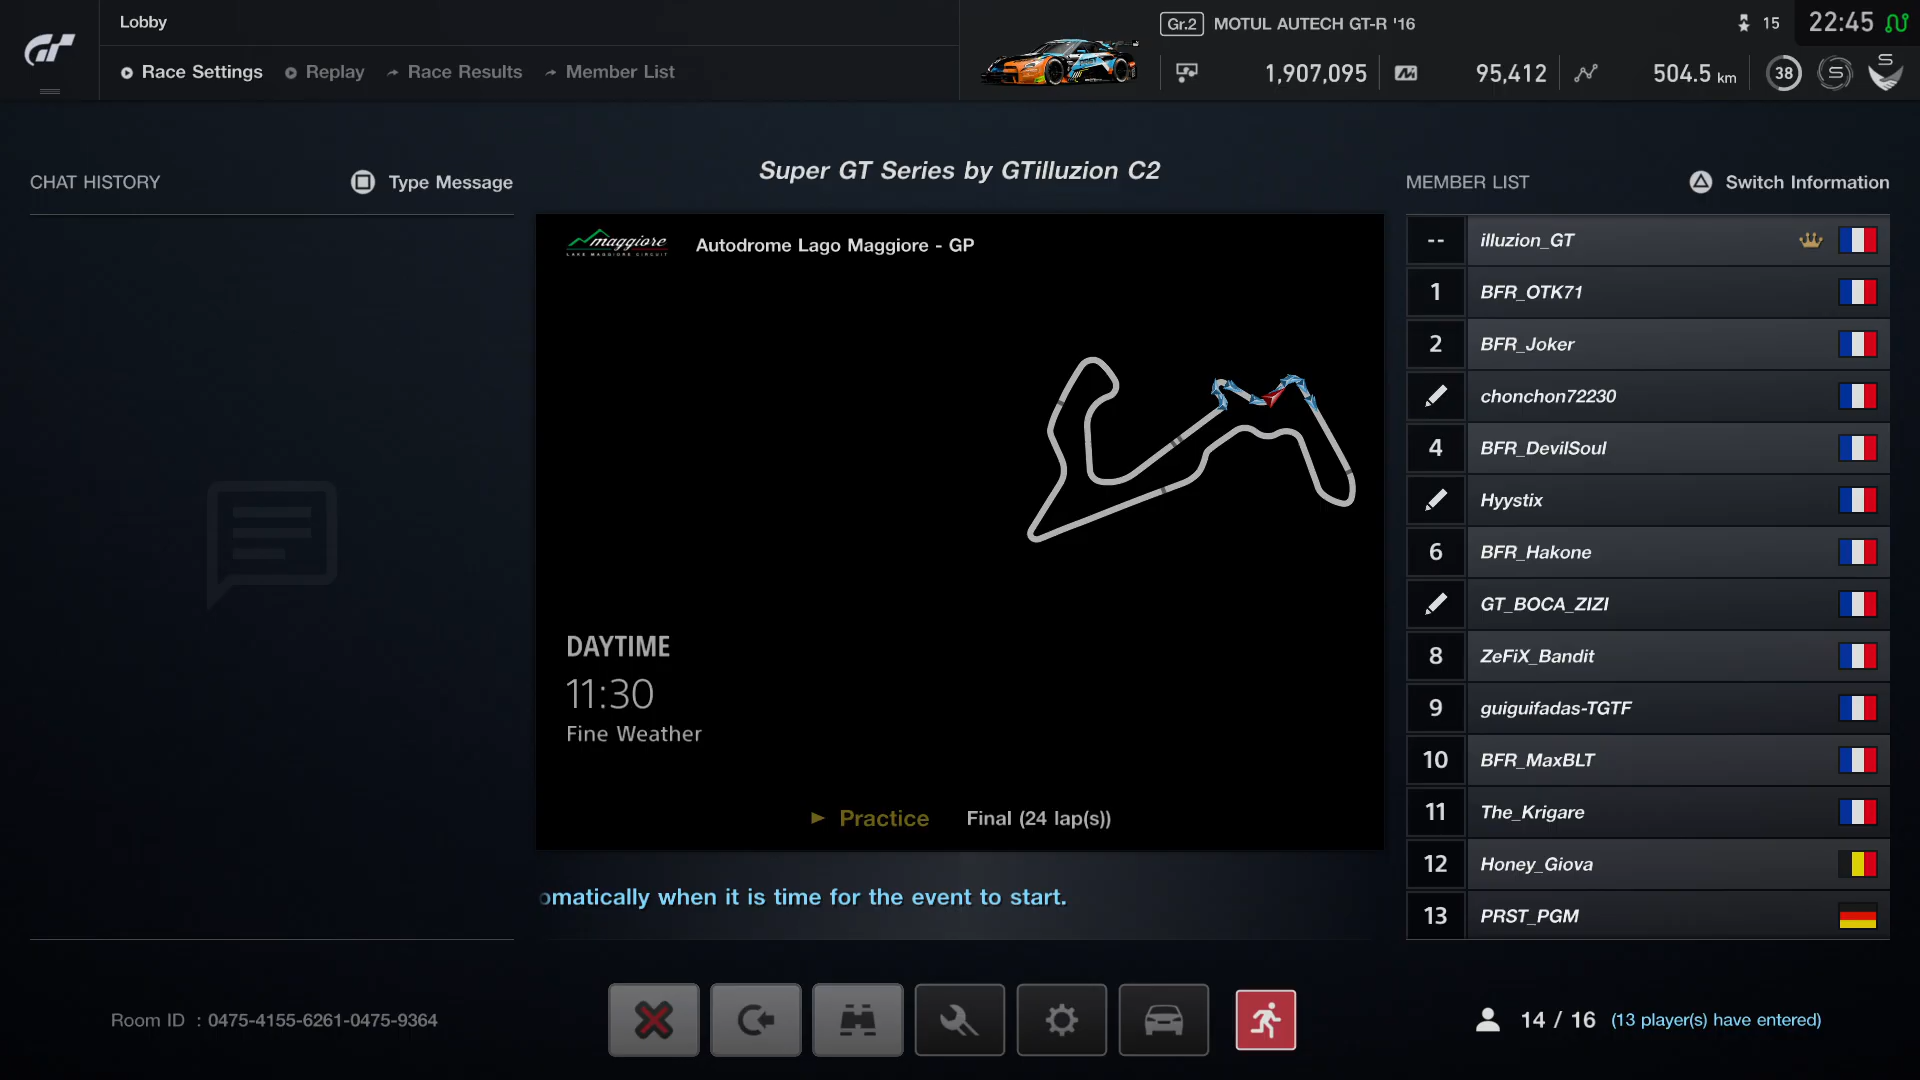 Lobby
Race Settings
Replay
Race Results
Member List
Gr.2 MOTUL AUTECH GT-R '16
15
22:45
1,907,095
95,412
504.5 km
38
S
S
CHAT HISTORY
Type Message
Super GT Series by GTilluzion C2
MEMBER LIST
Switch Information
maggiore
LAKE MAGGIORE CIRCUIT
Autodrome Lago Maggiore - GP
DAYTIME
11:30
Fine Weather
Practice
Final (24 lap(s))
omatically when it is time for the event to start.
-- illuzion_GT
1 BFR_OTK71
2 BFR_Joker
chonchon72230
4 BFR_DevilSoul
Hyystix
6 BFR_Hakone
GT_BOCA_ZIZI
8 ZeFiX_Bandit
9 guiguifadas-TGTF
10 BFR_MaxBLT
11 The_Krigare
12 Honey_Giova
13 PRST_PGM
Room ID : 0475-4155-6261-0475-9364
14 / 16 (13 player(s) have entered)